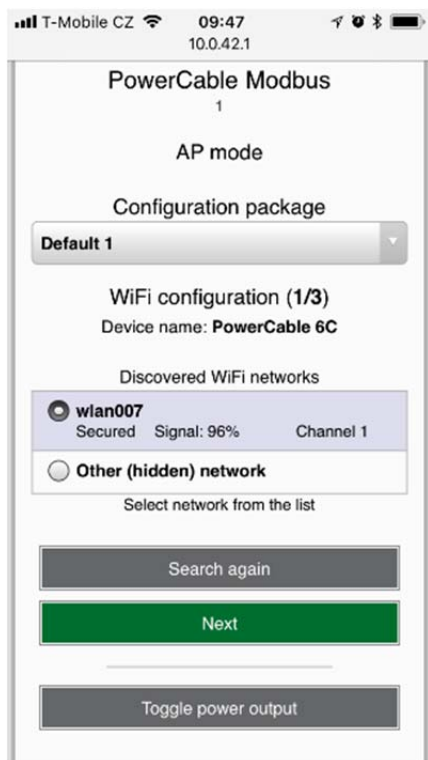 T-Mobile CZ 09:47
10.0.42.1
PowerCable Modbus
1
AP mode
Configuration package
Default 1
WiFi configuration (1/3)
Device name: PowerCable 6C
Discovered WiFi networks
wlan007
Secured Signal: 96% Channel 1
Other (hidden) network
Select network from the list
Search again
Next
Toggle power output